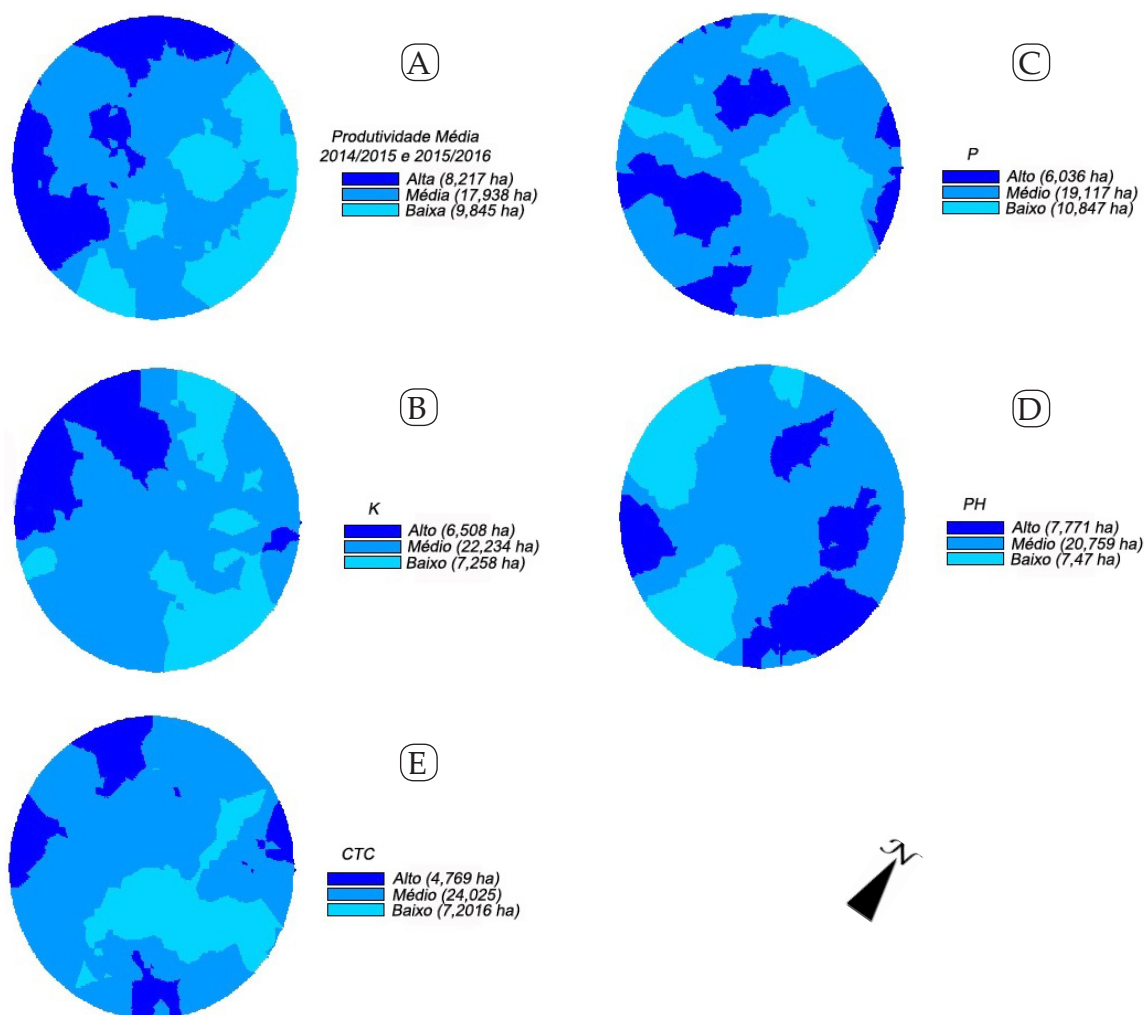 A
Produtividade Média
2014/2015 e 2015/2016
Alta (8,217 ha)
Média (17,938 ha)
Baixa (9,845 ha)
C
P
Alto (6,036 ha)
Médio (19,117 ha)
Baixo (10,847 ha)
B
K
Alto (6,508 ha)
Médio (22,234 ha)
Baixo (7,258 ha)
D
PH
Alto (7,771 ha)
Médio (20,759 ha)
Baixo (7,47 ha)
E
CTC
Alto (4,769 ha)
Médio (24,025)
Baixo (7,2016 ha)
N